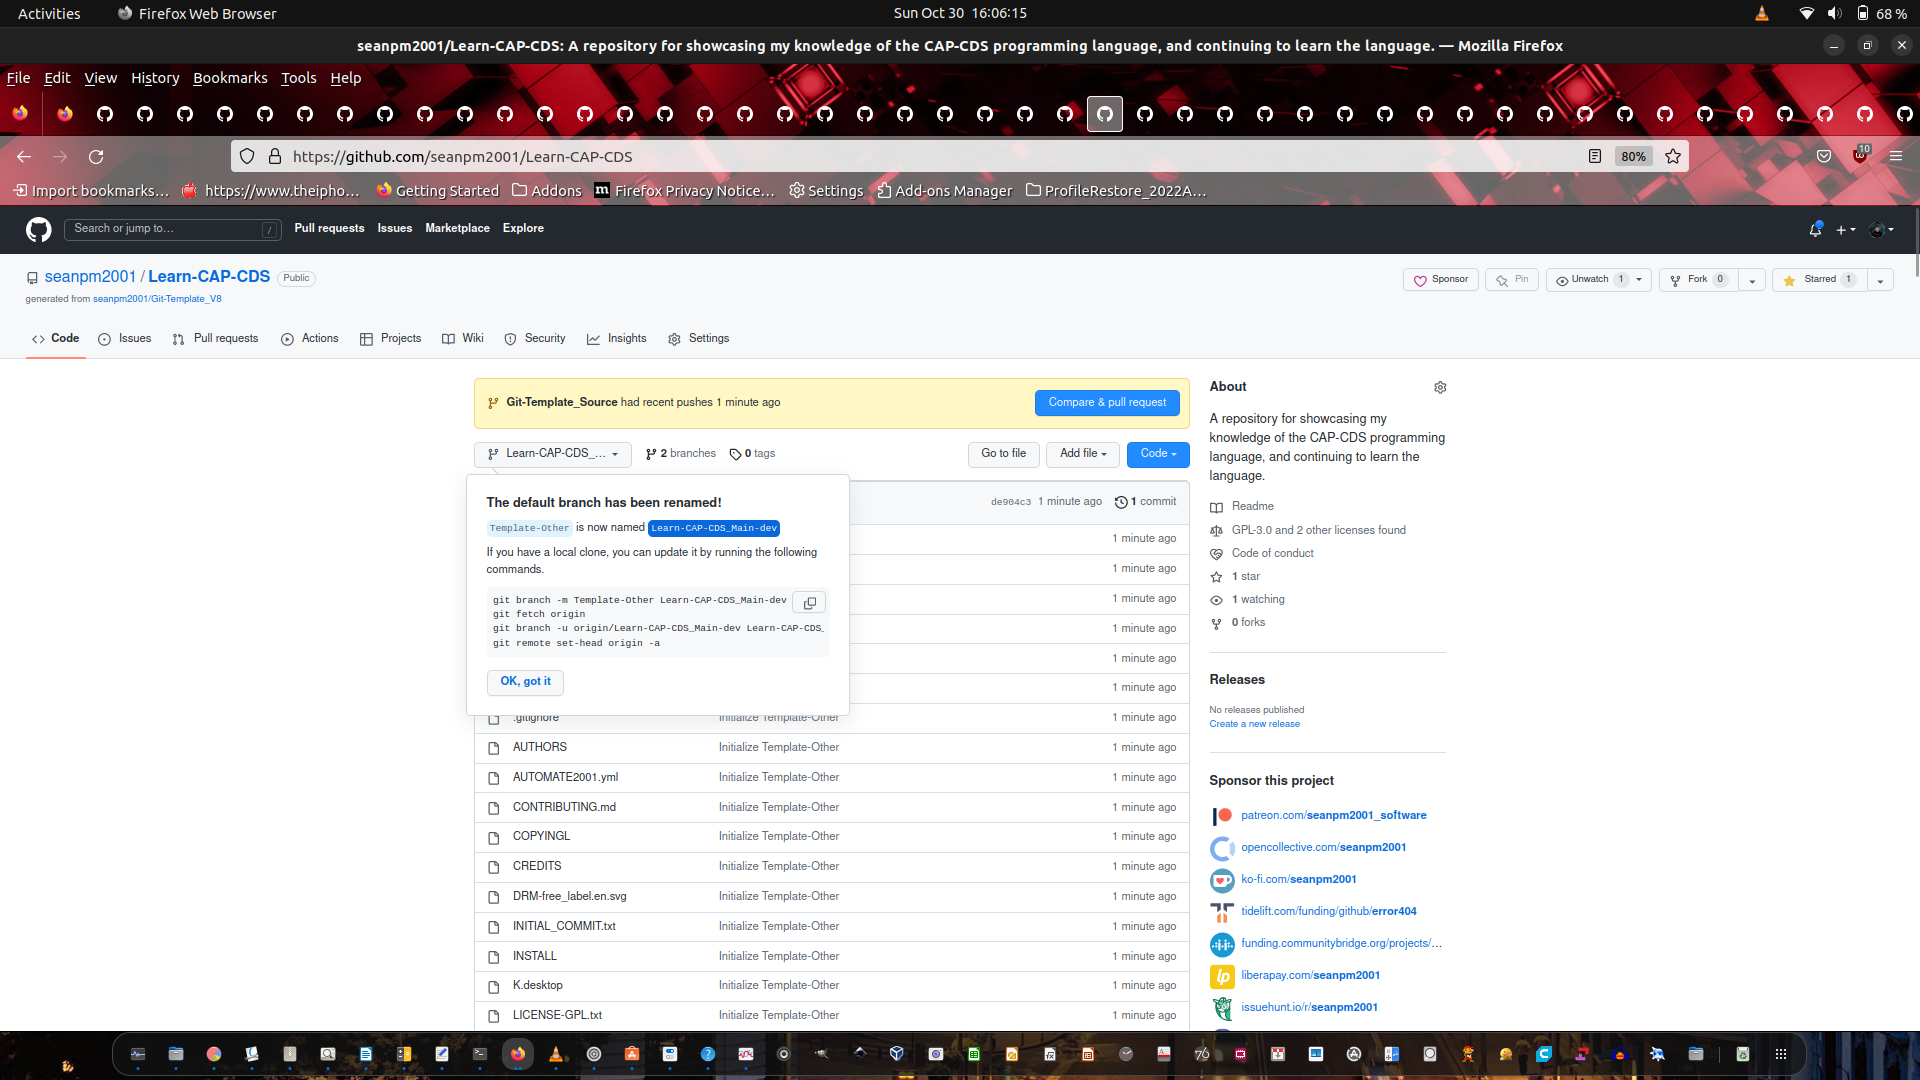 Activities
Firefox Web Browser
Sun Oct 30 16:06:15
68 %
seanpm2001/Learn-CAP-CDS: A repository for showcasing my knowledge of the CAP-CDS programming language, and continuing to learn the language. — Mozilla Firefox
File Edit View History Bookmarks Tools Help
https://github.com/seanpm2001/Learn-CAP-CDS
80%
10
Import bookmarks…
https://www.theipho…
Getting Started
Addons
Firefox Privacy Notice…
Settings
Add-ons Manager
ProfileRestore_2022A…
Search or jump to…
/
Pull requests Issues Marketplace Explore
seanpm2001 / Learn-CAP-CDS
Public
Sponsor
Pin
Unwatch 1
Fork 0
Starred 1
generated from seanpm2001/Git-Template_V8
Code
Issues
Pull requests
Actions
Projects
Wiki
Security
Insights
Settings
Git-Template_Source had recent pushes 1 minute ago
Compare & pull request
Learn-CAP-CDS_…
2 branches
0 tags
Go to file
Add file
Code
The default branch has been renamed!
Template-Other is now named Learn-CAP-CDS_Main-dev
If you have a local clone, you can update it by running the following
commands.
git branch -m Template-Other Learn-CAP-CDS_Main-dev
git fetch origin
git branch -u origin/Learn-CAP-CDS_Main-dev Learn-CAP-CDS_
git remote set-head origin -a
OK, got it
de904c3 1 minute ago 1 commit
1 minute ago
1 minute ago
1 minute ago
1 minute ago
1 minute ago
1 minute ago
.gitignore Initialize Template-Other 1 minute ago
AUTHORS Initialize Template-Other 1 minute ago
AUTOMATE2001.yml Initialize Template-Other 1 minute ago
CONTRIBUTING.md Initialize Template-Other 1 minute ago
COPYINGL Initialize Template-Other 1 minute ago
CREDITS Initialize Template-Other 1 minute ago
DRM-free_label.en.svg Initialize Template-Other 1 minute ago
INITIAL_COMMIT.txt Initialize Template-Other 1 minute ago
INSTALL Initialize Template-Other 1 minute ago
K.desktop Initialize Template-Other 1 minute ago
LICENSE-GPL.txt Initialize Template-Other 1 minute ago
About
A repository for showcasing my
knowledge of the CAP-CDS programming
language, and continuing to learn the
language.
Readme
GPL-3.0 and 2 other licenses found
Code of conduct
1 star
1 watching
0 forks
Releases
No releases published
Create a new release
Sponsor this project
patreon.com/seanpm2001_software
opencollective.com/seanpm2001
ko-fi.com/seanpm2001
tidelift.com/funding/github/error404
funding.communitybridge.org/projects/…
liberapay.com/seanpm2001
issuehunt.io/r/seanpm2001